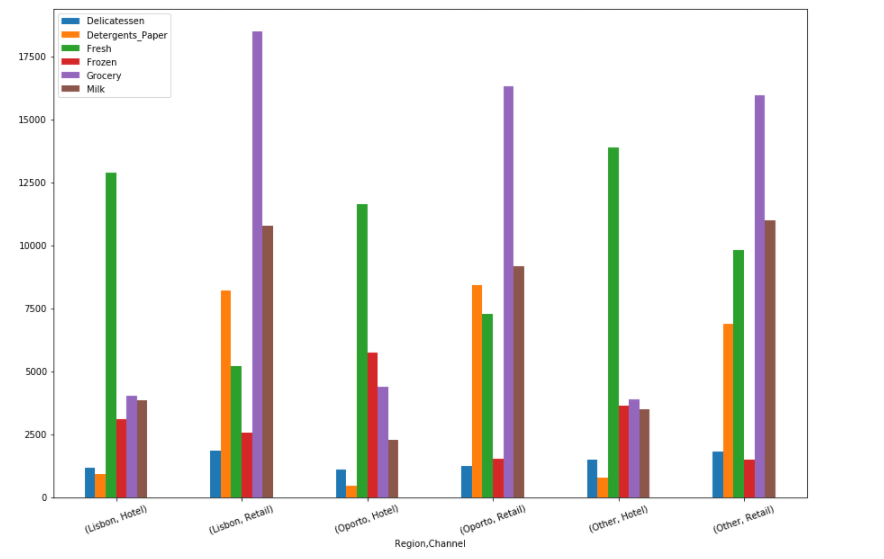 Delicatessen
Detergents_Paper
Fresh
Frozen
Grocery
Milk
17500
15000
12500
10000
7500
5000
2500
0
(Lisbon, Hotel)
(Lisbon, Retail)
(Oporto, Hotel)
(Oporto, Retail)
(Other, Hotel)
(Other, Retail)
Region,Channel